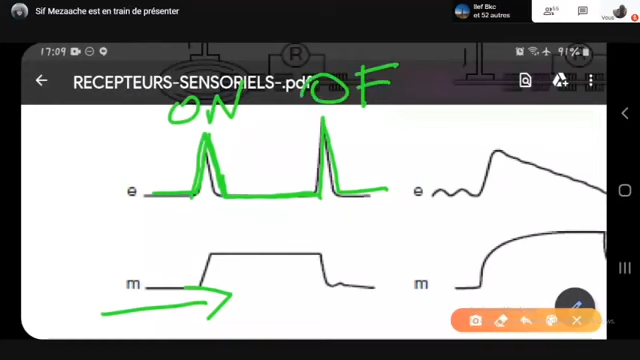 Sif Mezaache est en train de présenter
Ilef Bkc
et 52 autres
Vous
17:09
91%
RECEPTEURS-SENSORIELS-.pdf
R
ON
OF
e
e
m
m